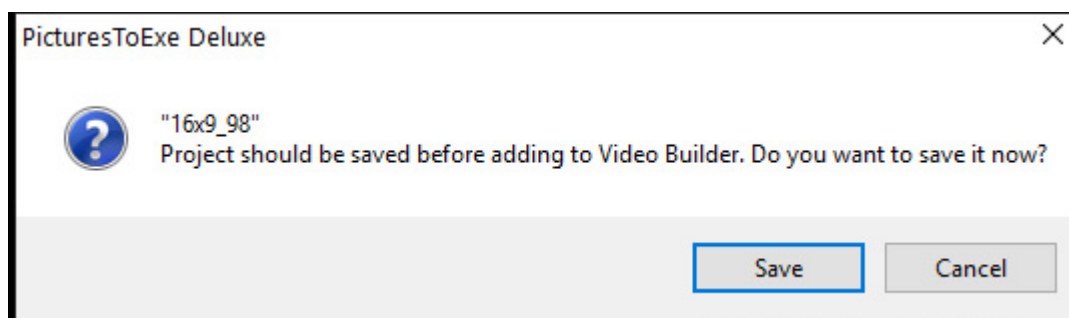 PicturesToExe Deluxe
"16x9_98"
Project should be saved before adding to Video Builder. Do you want to save it now?
Save
Cancel